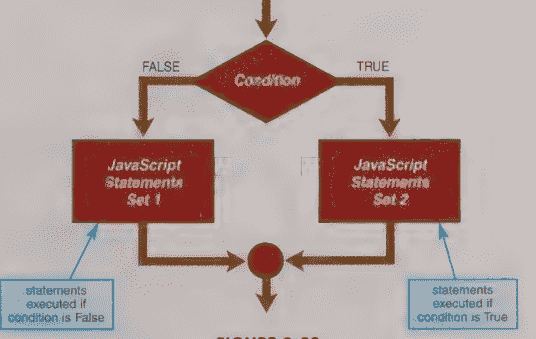 FALSE
TRUE
Condition
JavaScript
Statements
Set 1
JavaScript
Statements
Set 2
statements
executed if
condition is False
statements
executed if
condition is True